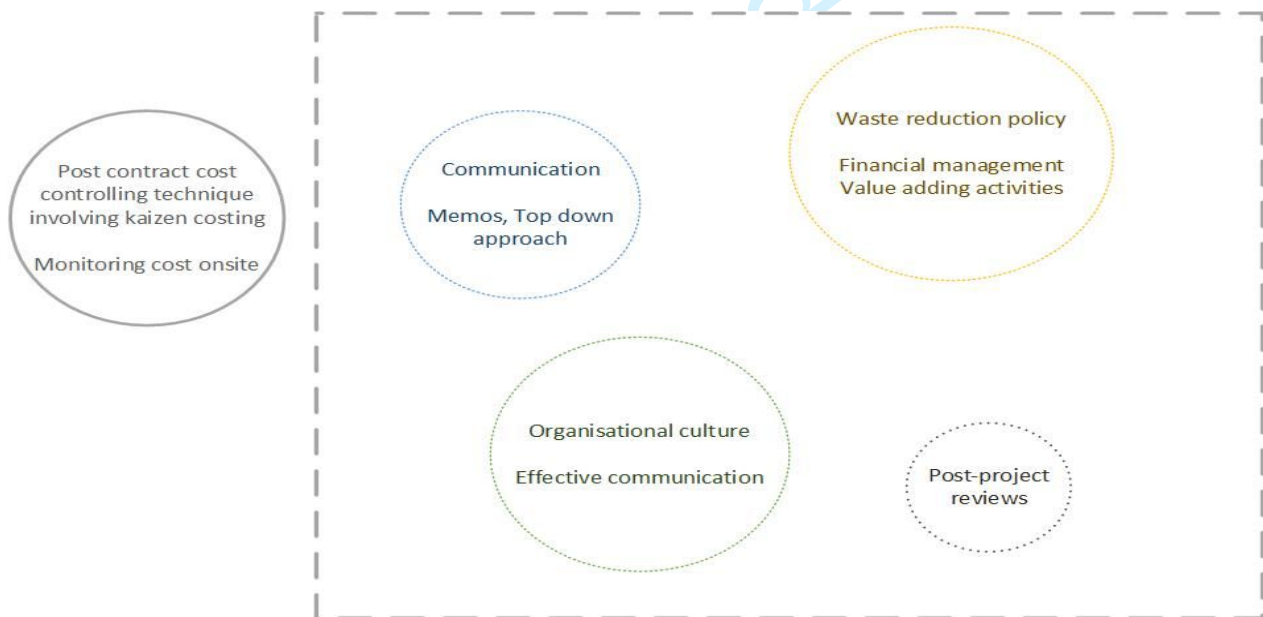 Post contract cost
controlling technique
involving kaizen costing
Monitoring cost onsite
Communication
Memos, Top down
approach
Waste reduction policy
Financial management
Value adding activities
Organisational culture
Effective communication
Post-project
reviews